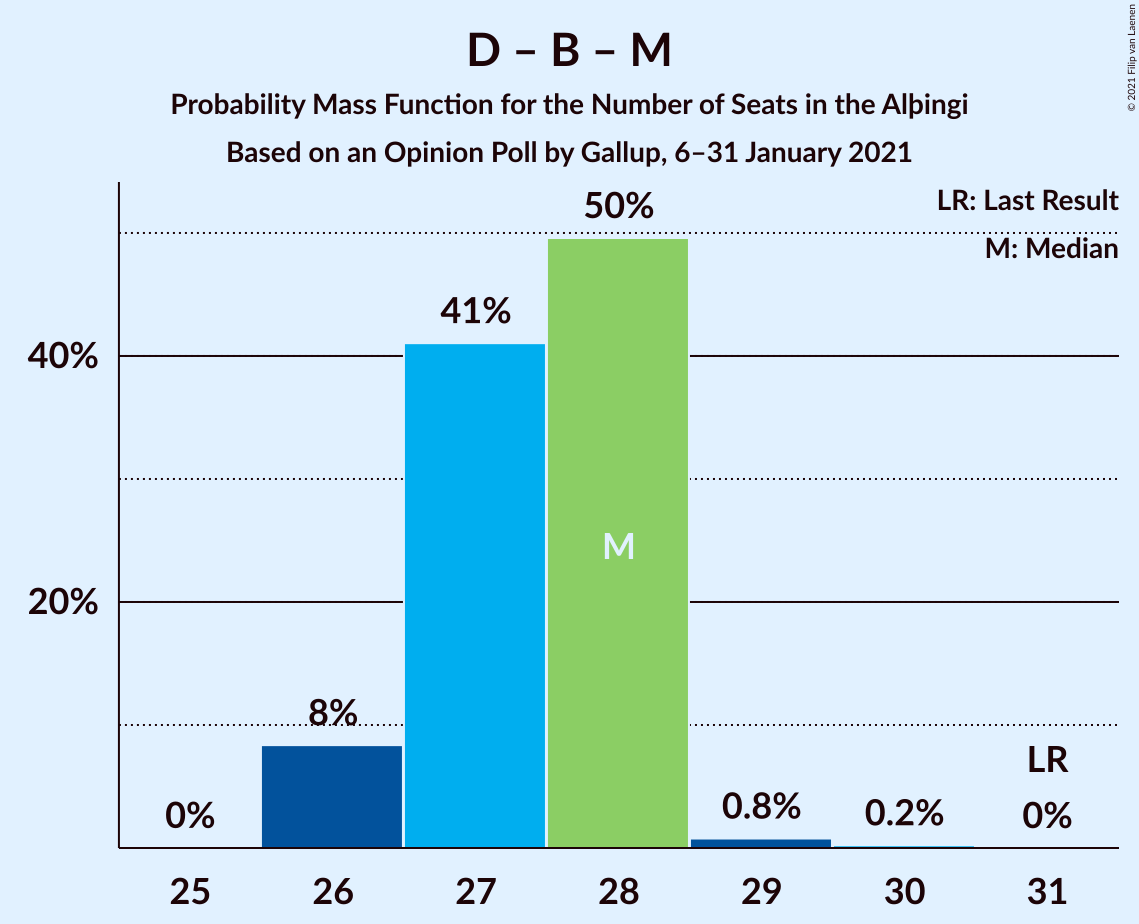 D – B – M
Probability Mass Function for the Number of Seats in the Alþingi
Based on an Opinion Poll by Gallup, 6–31 January 2021
© 2021 Filip van Laenen
LR: Last Result
M: Median
50%
41%
40%
M
20%
8%
LR
0%
0.8%
0.2%
0%
25 26 27 28 29 30 31